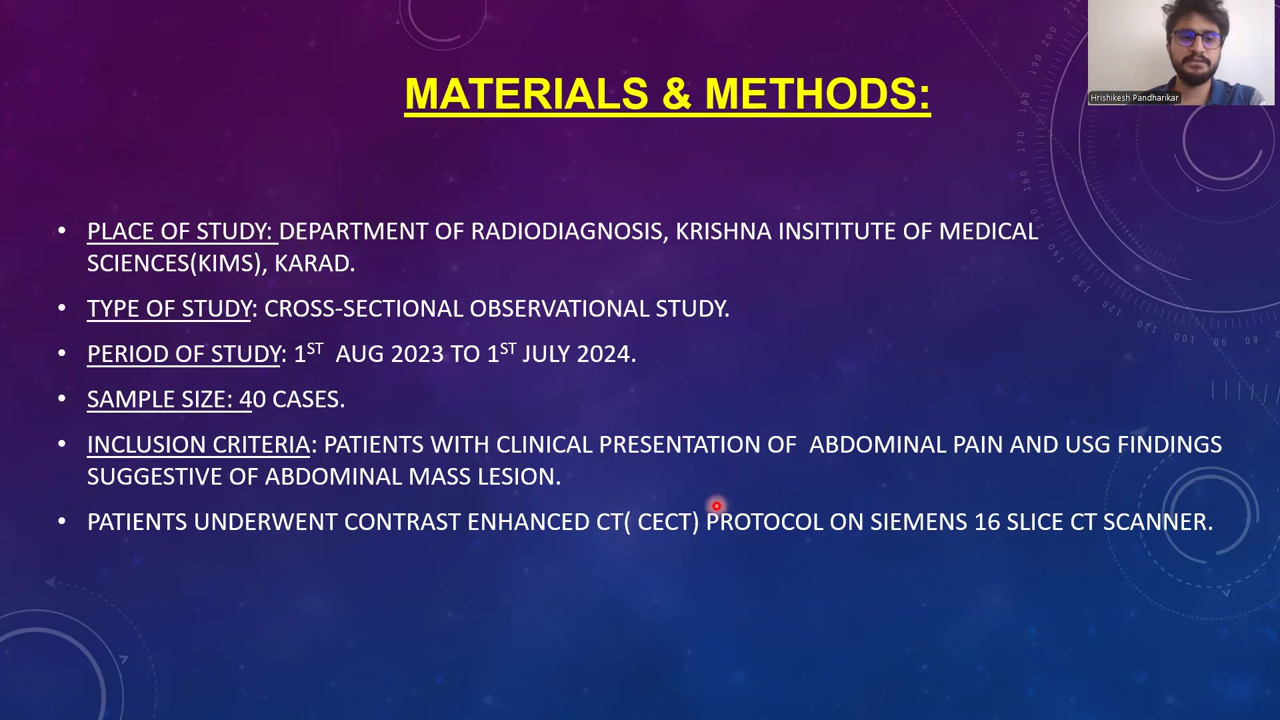 MATERIALS & METHODS:
Hrishikesh Pandharikar
• PLACE OF STUDY: DEPARTMENT OF RADIODIAGNOSIS, KRISHNA INSITITUTE OF MEDICAL
SCIENCES(KIMS), KARAD.
• TYPE OF STUDY: CROSS-SECTIONAL OBSERVATIONAL STUDY.
• PERIOD OF STUDY: 1ST AUG 2023 TO 1ST JULY 2024.
• SAMPLE SIZE: 40 CASES.
• INCLUSION CRITERIA: PATIENTS WITH CLINICAL PRESENTATION OF ABDOMINAL PAIN AND USG FINDINGS
SUGGESTIVE OF ABDOMINAL MASS LESION.
• PATIENTS UNDERWENT CONTRAST ENHANCED CT( CECT) PROTOCOL ON SIEMENS 16 SLICE CT SCANNER.